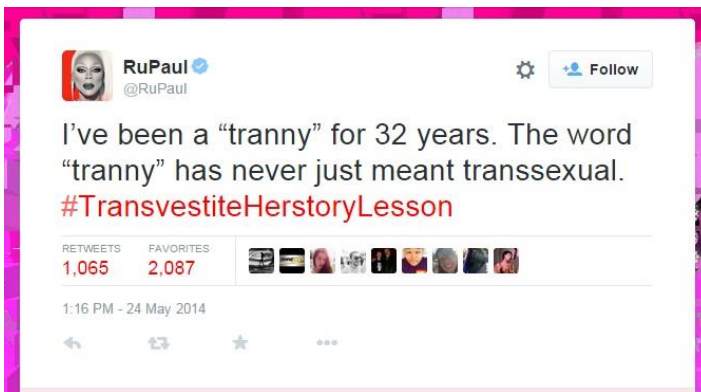 RuPaul
@RuPaul
Follow
I've been a “tranny” for 32 years. The word
“tranny” has never just meant transsexual.
#TransvestiteHerstoryLesson
RETWEETS FAVORITES
1,065 2,087
1:16 PM - 24 May 2014